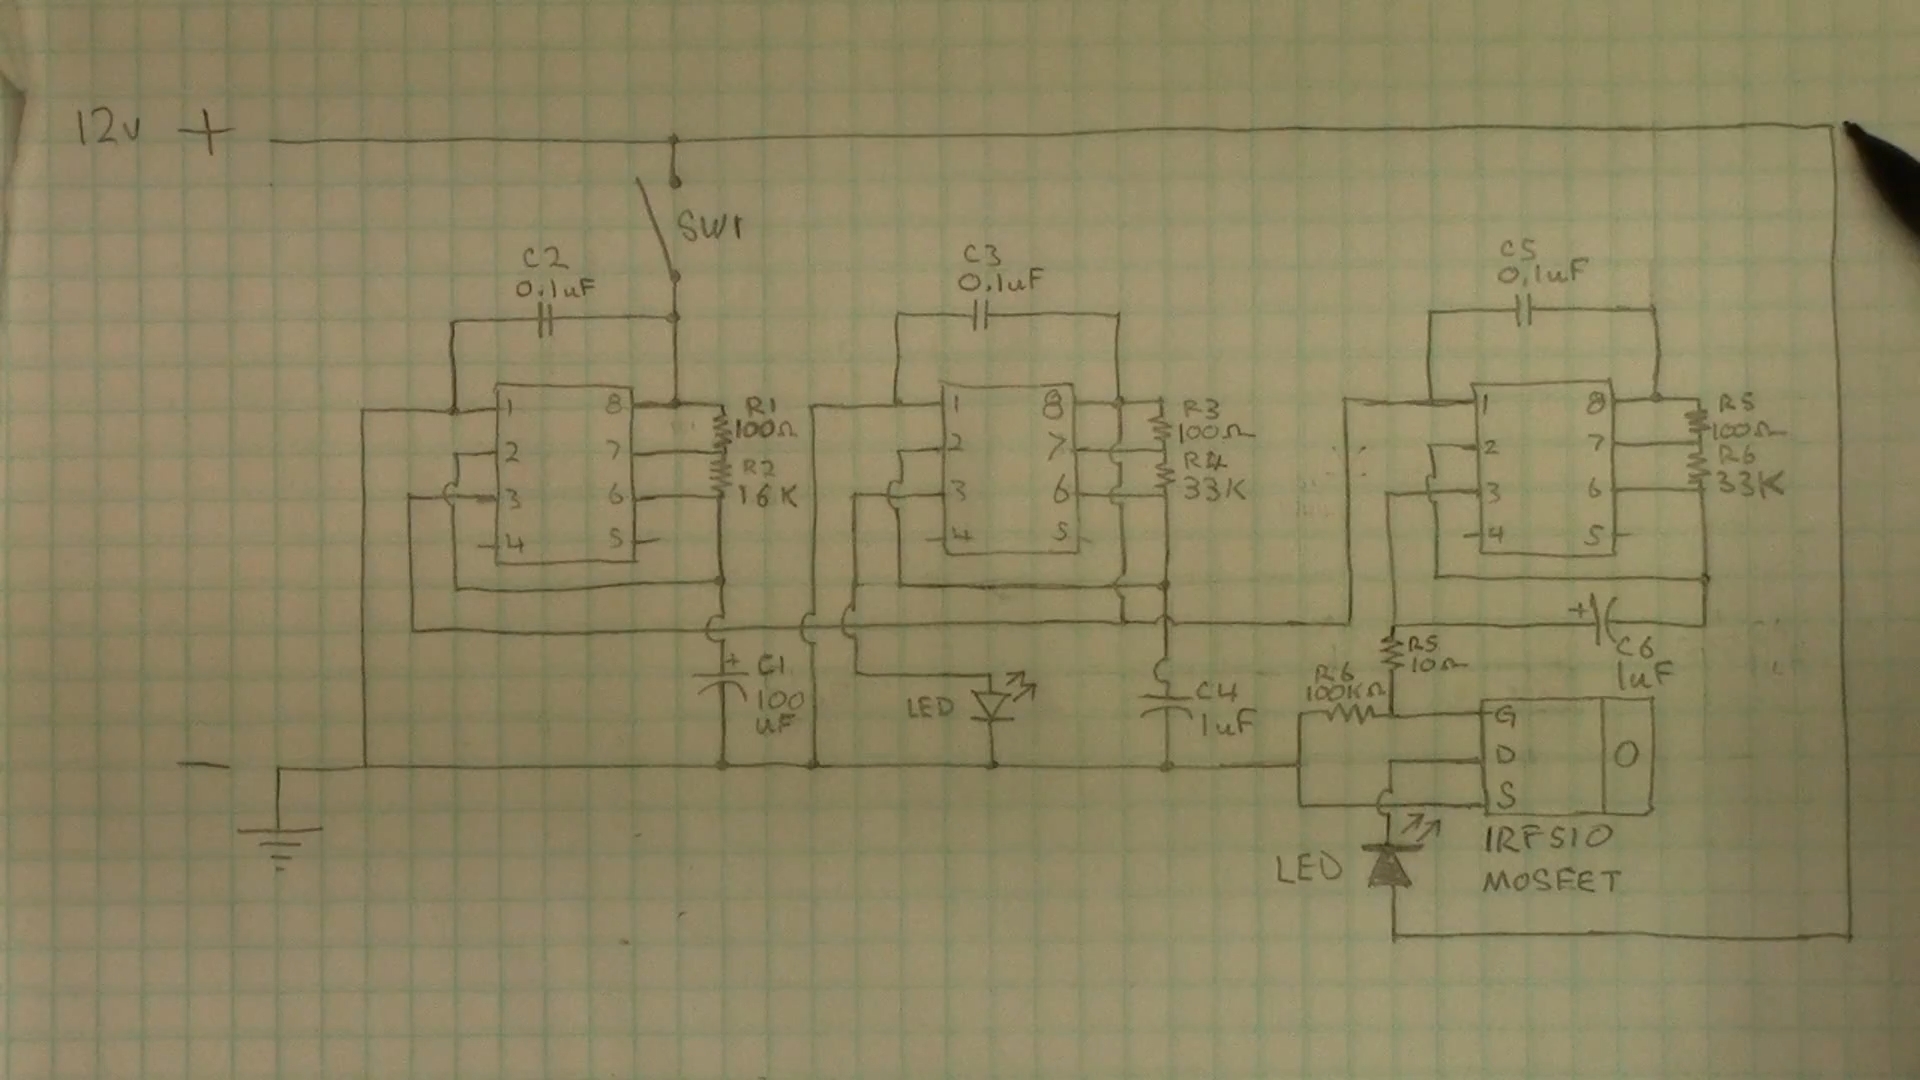 12v +
SW1
C2
0.1uF
C3
0.1uF
C5
0.1uF
1 8
2 7
3 6
4 5
R1
100Ω
R2
16K
1 8
2 7
3 6
4 5
R3
100Ω
R4
33K
1 8
2 7
3 6
4 5
R5
100Ω
R6
33K
+ C1
100
uF
LED
C4
1uF
+
C6
1uF
R5
10Ω
R6
100KΩ
G
D
S
−
LED
IRF510
MOSFET